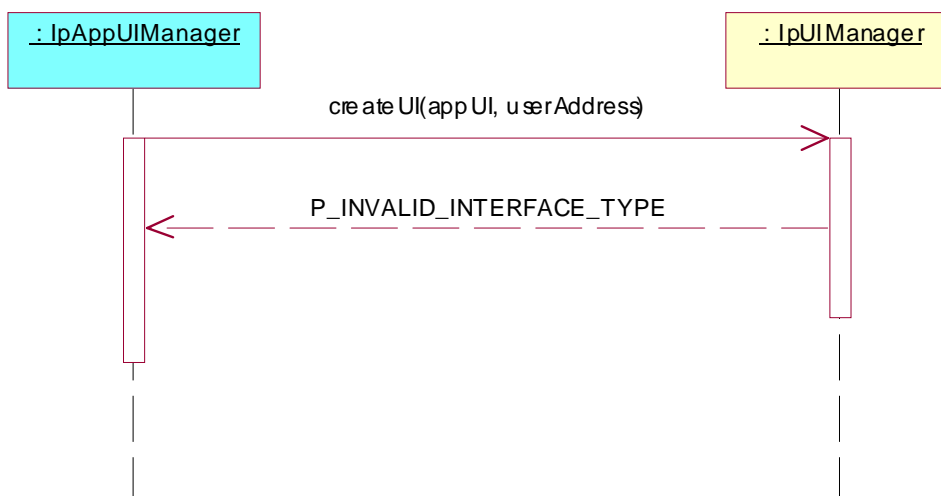 : IpAppUIManager
: IpUIManager
createUI(appUI, userAddress)
P_INVALID_INTERFACE_TYPE